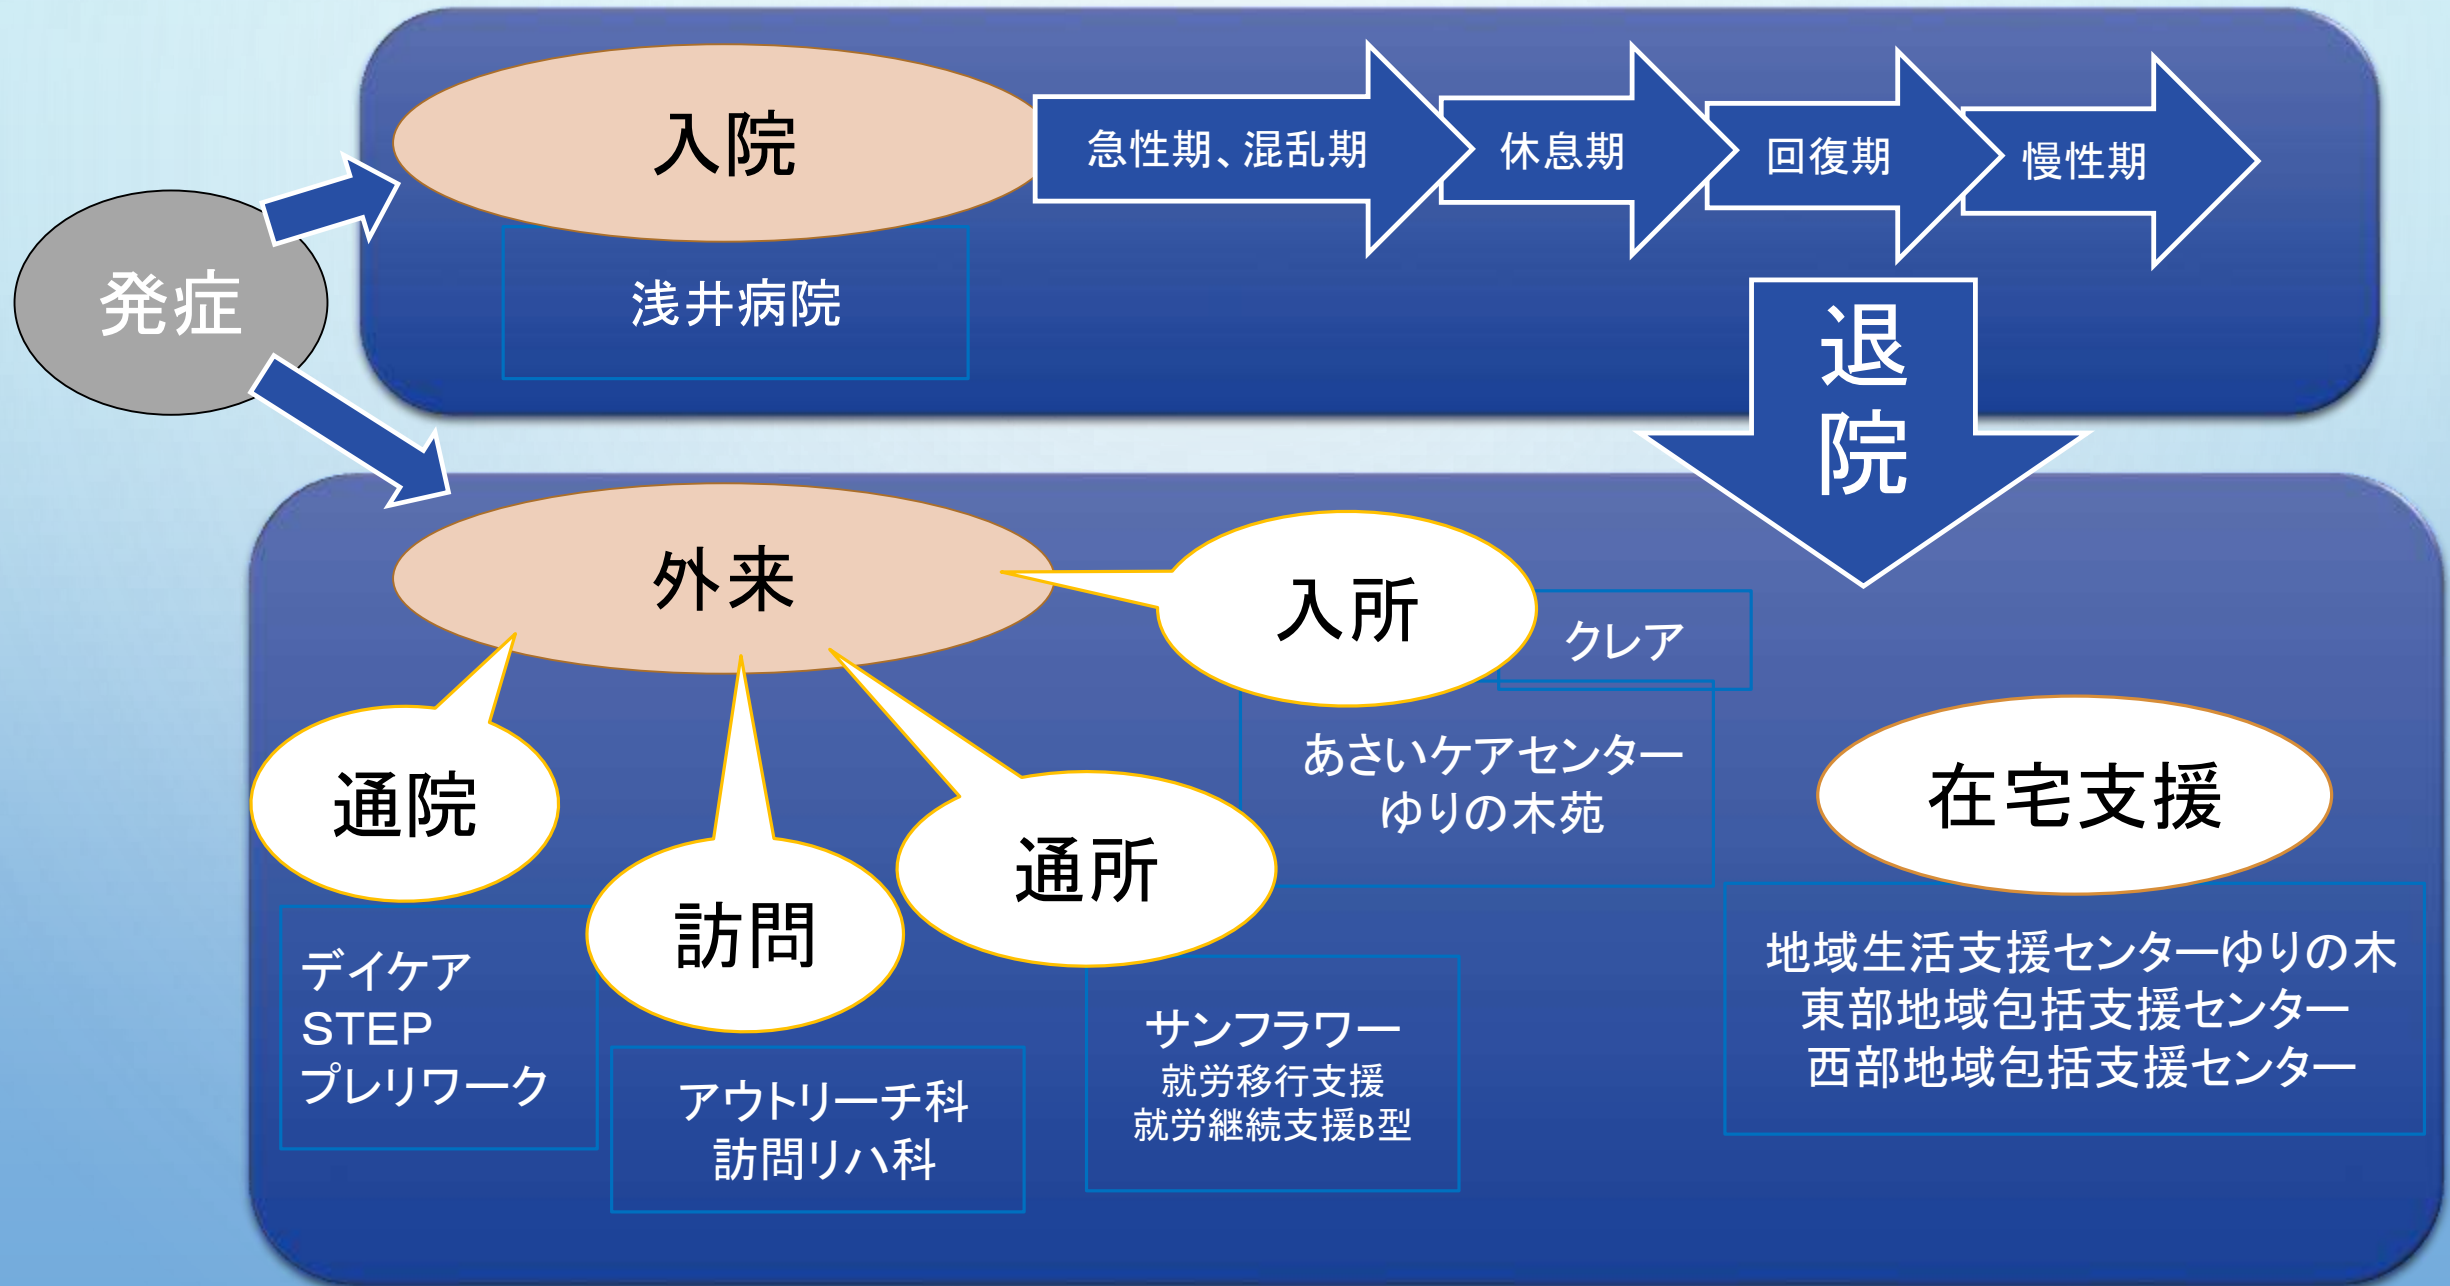 発症
入院
浅井病院
急性期、混乱期
休息期
回復期
慢性期
退
院
外来
入所
クレア
あさいケアセンター
ゆりの木苑
通院
デイケア
STEP
プレリワーク
訪問
アウトリーチ科
訪問リハ科
通所
サンフラワー
就労移行支援
就労継続支援B型
在宅支援
地域生活支援センターゆりの木
東部地域包括支援センター
西部地域包括支援センター